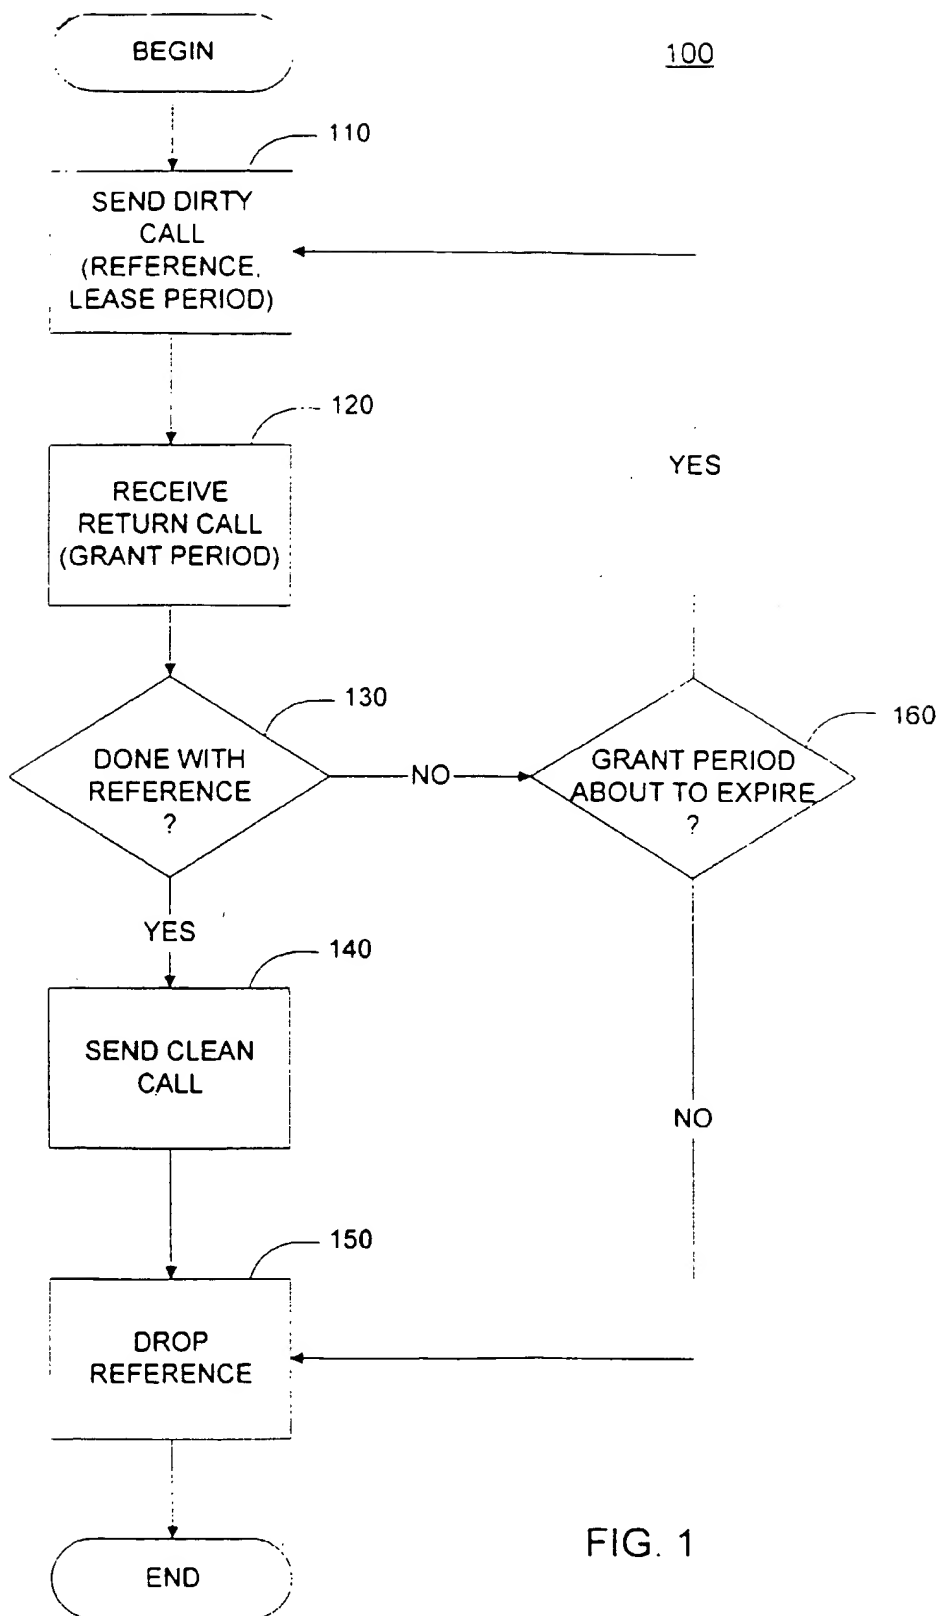 BEGIN
100
110
SEND DIRTY
CALL
(REFERENCE,
LEASE PERIOD)
120
RECEIVE
RETURN CALL
(GRANT PERIOD)
YES
130
DONE WITH
REFERENCE
?
NO
160
GRANT PERIOD
ABOUT TO EXPIRE
?
YES
140
SEND CLEAN
CALL
NO
150
DROP
REFERENCE
END
FIG. 1